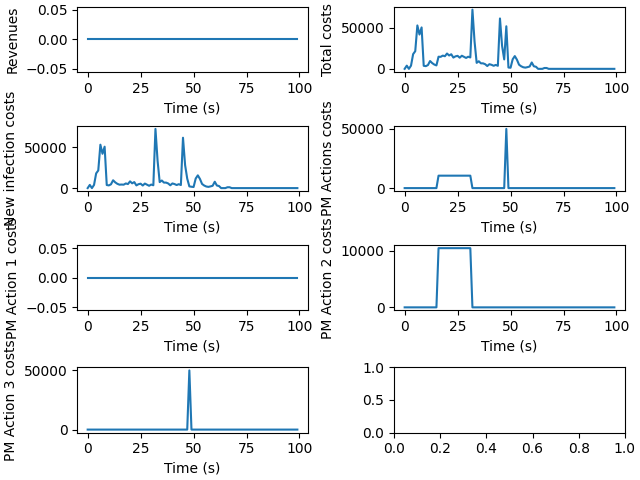 Revenues
0.05
0.00
−0.05
0 25 50 75 100
Time (s)
Total costs
50000
0
0 25 50 75 100
Time (s)
New infection costs
50000
0
0 25 50 75 100
Time (s)
PM Actions costs
50000
0
0 25 50 75 100
Time (s)
PM Action 1 costs
0.05
0.00
−0.05
0 25 50 75 100
Time (s)
PM Action 2 costs
10000
0
0 25 50 75 100
Time (s)
PM Action 3 costs
50000
0
0 25 50 75 100
Time (s)
1.0
0.5
0.0
0.0 0.2 0.4 0.6 0.8 1.0